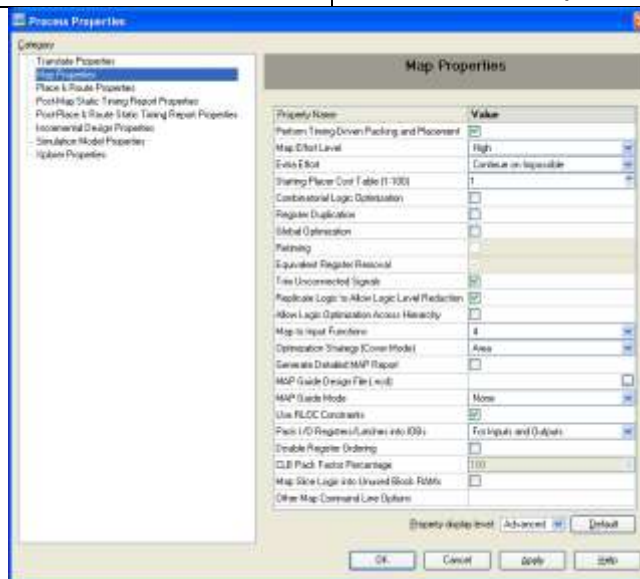 Process Properties
Category
Translate Properties
Map Properties
Place & Route Properties
Post-Map Static Timing Report Properties
Post-Place & Route Static Timing Report Properties
Incremental Design Properties
Simulation Model Properties
Xplorer Properties
Map Properties
Property Name Value
Perform Timing-Driven Packing and Placement
Map Effort Level High
Extra Effort Continue on Impossible
Starting Placer Cost Table (1-100) 1
Combinatorial Logic Optimization
Register Duplication
Global Optimization
Retiming
Equivalent Register Removal
Trim Unconnected Signals
Replicate Logic to Allow Logic Level Reduction
Allow Logic Optimization Across Hierarchy
Map to Input Functions 4
Optimization Strategy (Cover Mode) Area
Generate Detailed MAP Report
MAP Guide Design File (.ncd)
MAP Guide Mode None
Use RLOC Constraints
Pack I/O Registers/Latches into IOBs For Inputs and Outputs
Disable Register Ordering
CLB Pack Factor Percentage 100
Map Slice Logic into Unused Block RAMs
Other Map Command Line Options
Property display level: Advanced Default
OK Cancel Apply Help